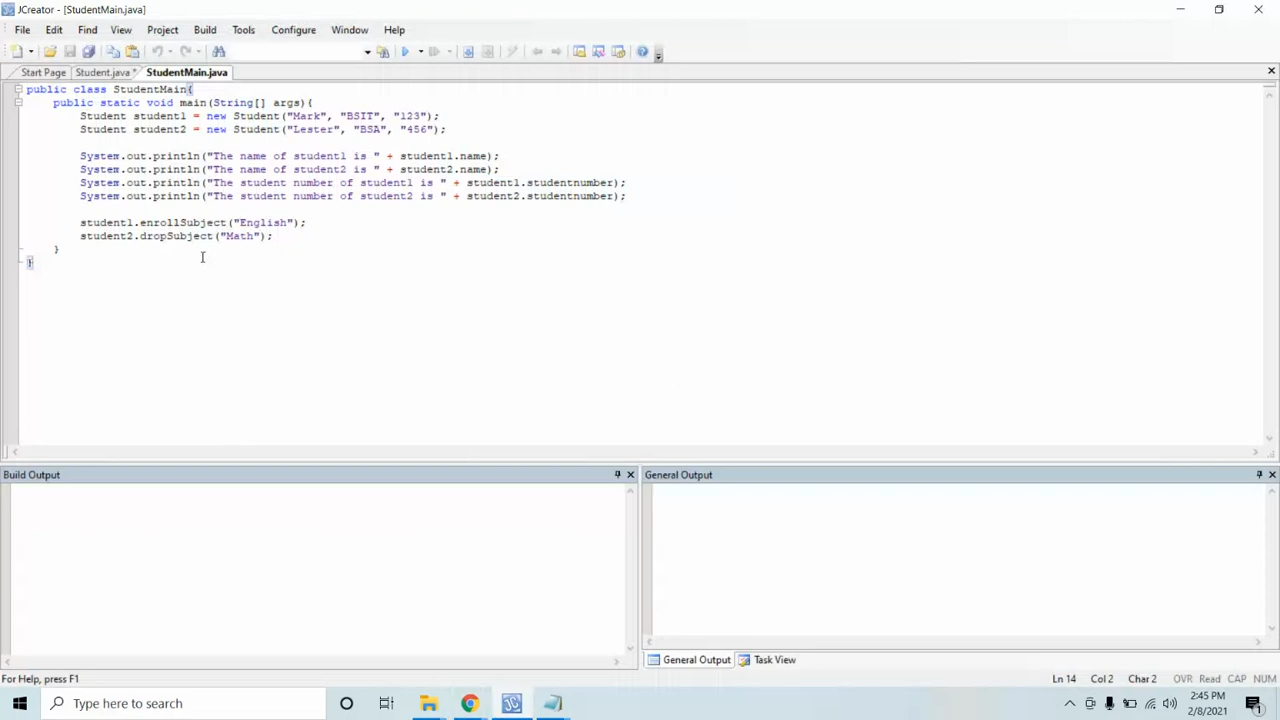 JCreator - [StudentMain.java]
File Edit Find View Project Build Tools Configure Window Help
Start Page Student.java * StudentMain.java
public class StudentMain{
public static void main(String[] args){
Student student1 = new Student("Mark", "BSIT", "123");
Student student2 = new Student("Lester", "BSA", "456");
System.out.println("The name of student1 is " + student1.name);
System.out.println("The name of student2 is " + student2.name);
System.out.println("The student number of student1 is " + student1.studentnumber);
System.out.println("The student number of student2 is " + student2.studentnumber);
student1.enrollSubject("English");
student2.dropSubject("Math");
}
}
Build Output
General Output
General Output Task View
For Help, press F1
Ln 14 Col 2 Char 2 OVR Read CAP NUM
Type here to search
2:45 PM
2/8/2021
1